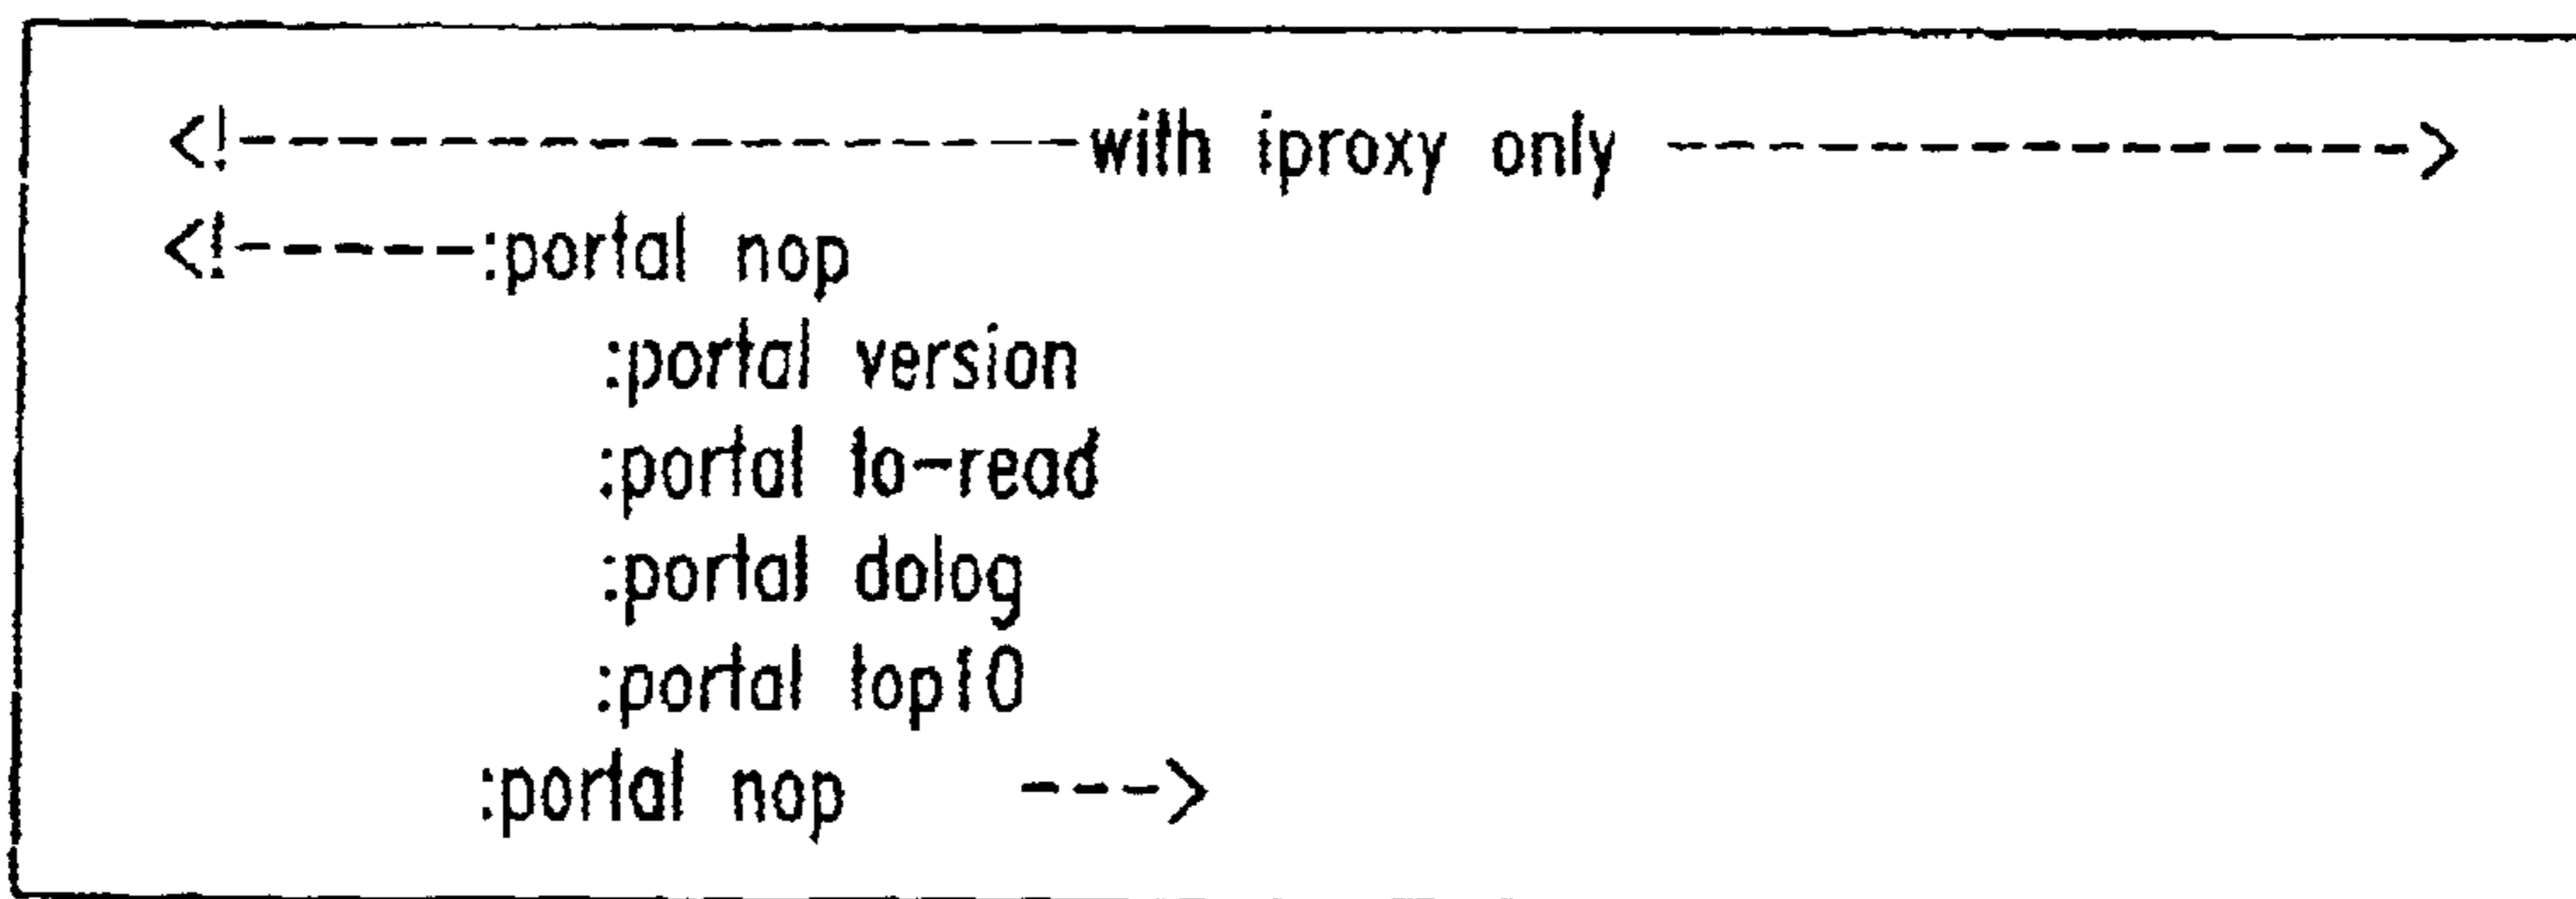 <!------------------with iproxy only ---------------->
<!-----:portal nop
:portal version
:portal to-read
:portal dolog
:portal top10
:portal nop --->